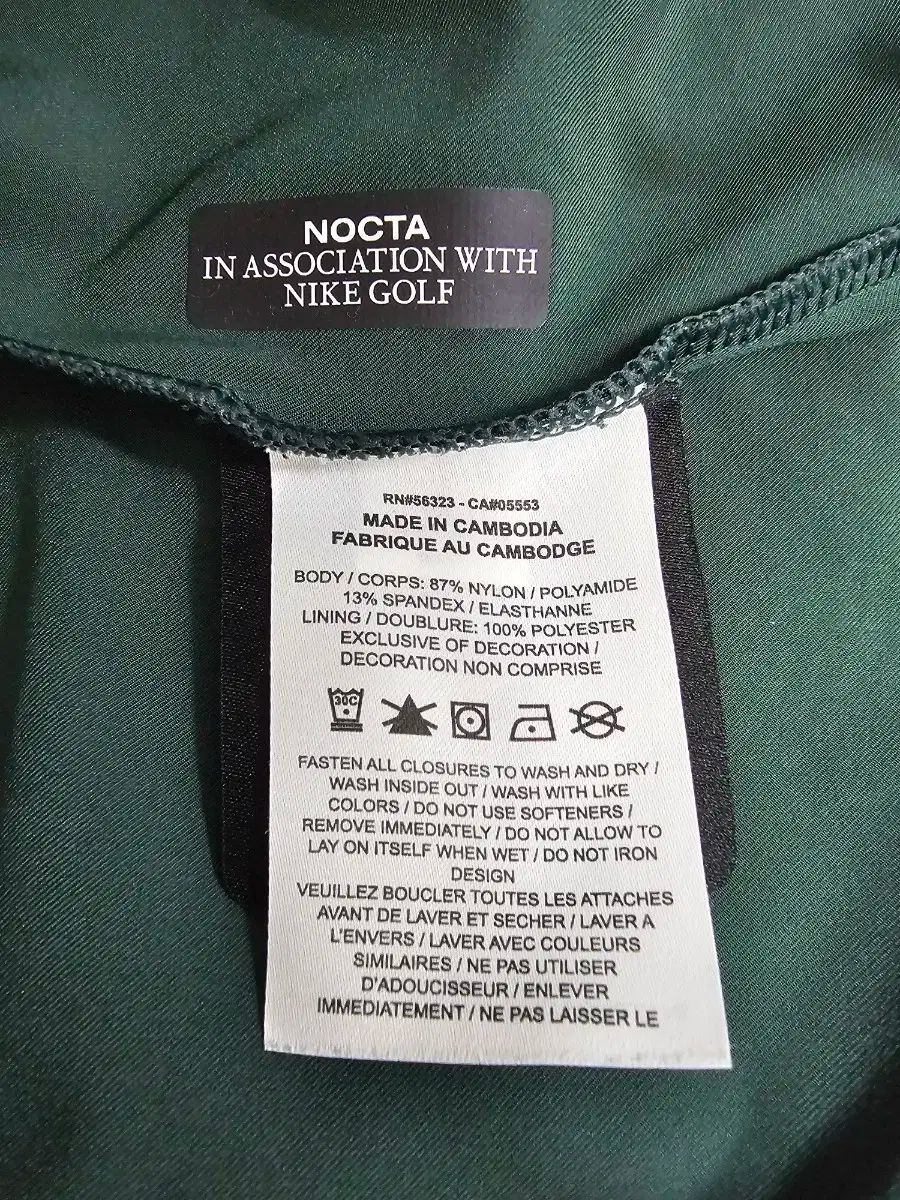 NOCTA
IN ASSOCIATION WITH
NIKE GOLF
RN#56323 - CA#05553
MADE IN CAMBODIA
FABRIQUE AU CAMBODGE
BODY / CORPS: 87% NYLON / POLYAMIDE
13% SPANDEX / ELASTHANNE
LINING / DOUBLURE: 100% POLYESTER
EXCLUSIVE OF DECORATION /
DECORATION NON COMPRISE
30C
FASTEN ALL CLOSURES TO WASH AND DRY /
WASH INSIDE OUT / WASH WITH LIKE
COLORS / DO NOT USE SOFTENERS /
REMOVE IMMEDIATELY / DO NOT ALLOW TO
LAY ON ITSELF WHEN WET / DO NOT IRON
DESIGN
VEUILLEZ BOUCLER TOUTES LES ATTACHES
AVANT DE LAVER ET SECHER / LAVER A
L'ENVERS / LAVER AVEC COULEURS
SIMILAIRES / NE PAS UTILISER
D'ADOUCISSEUR / ENLEVER
IMMEDIATEMENT / NE PAS LAISSER LE